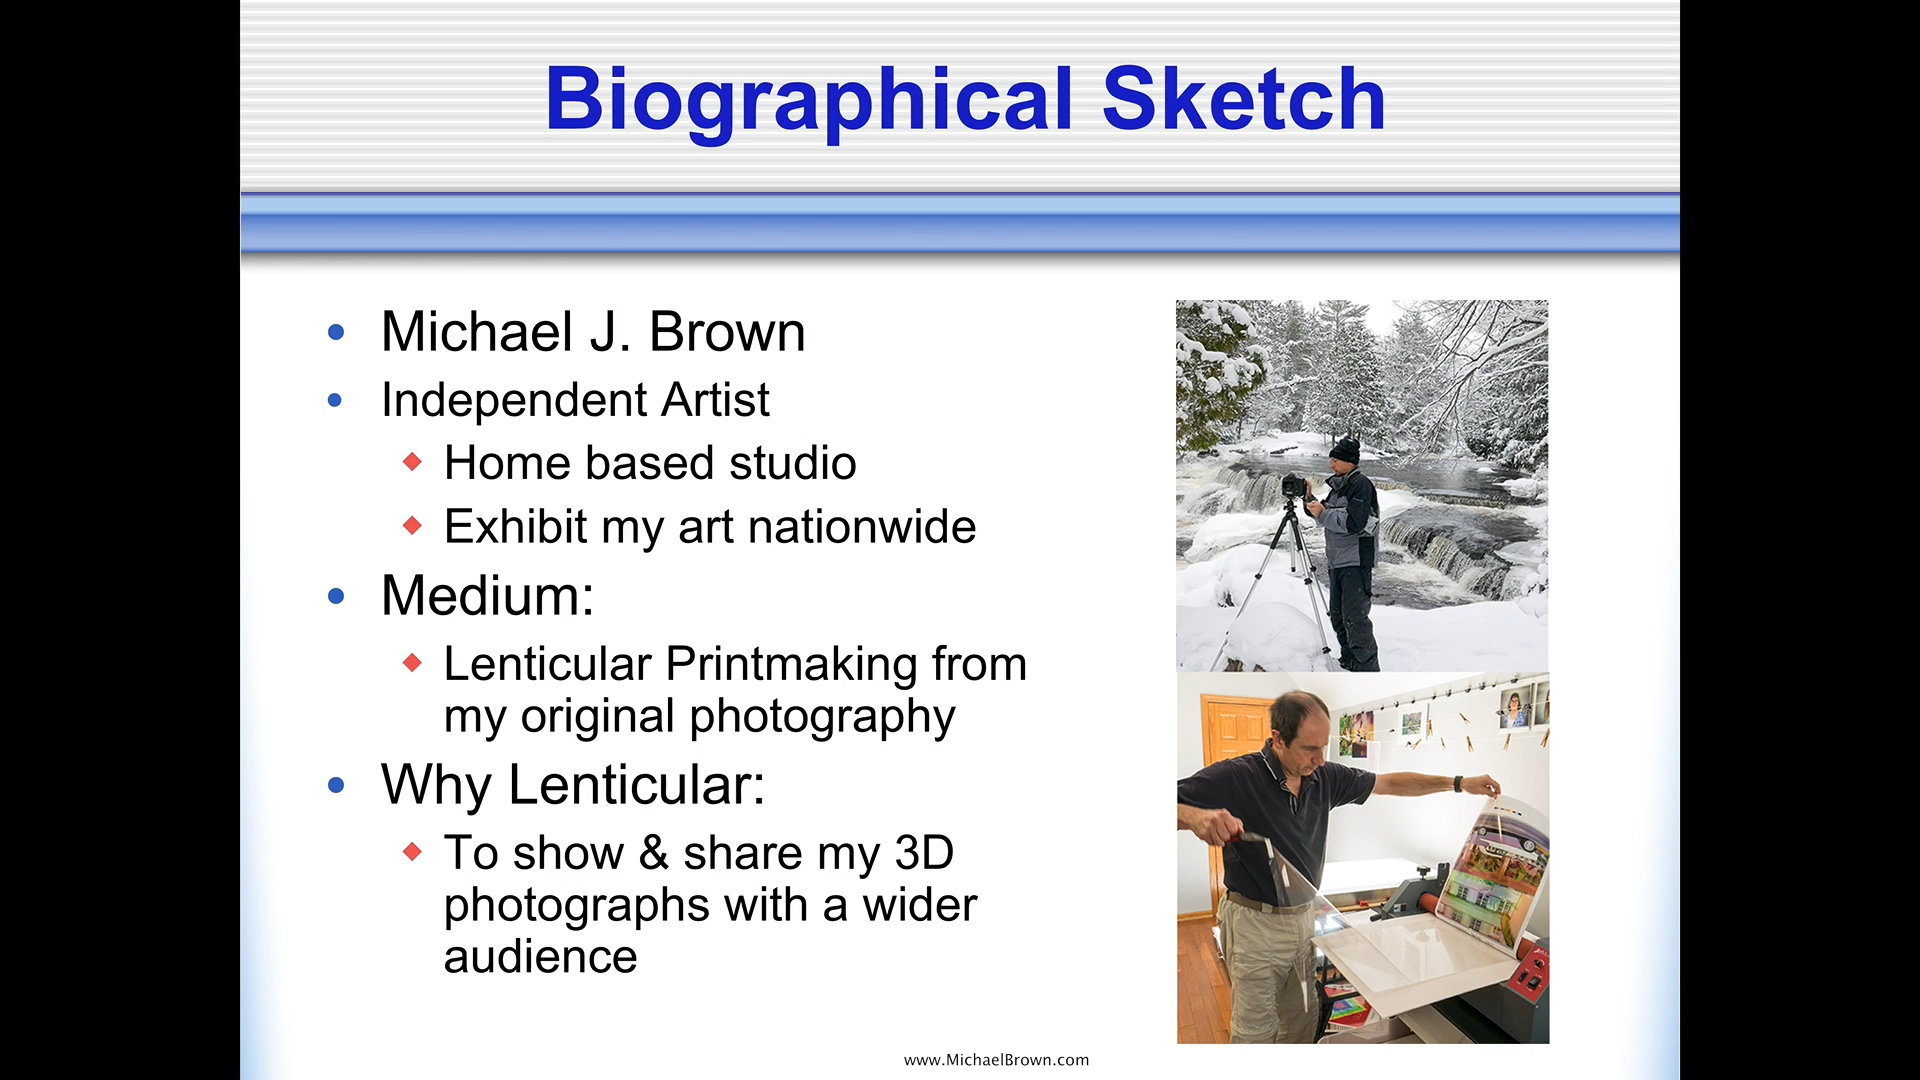 Biographical Sketch
Michael J. Brown
Independent Artist
Home based studio
Exhibit my art nationwide
Medium:
Lenticular Printmaking from
my original photography
Why Lenticular:
To show & share my 3D
photographs with a wider
audience
www.MichaelBrown.com